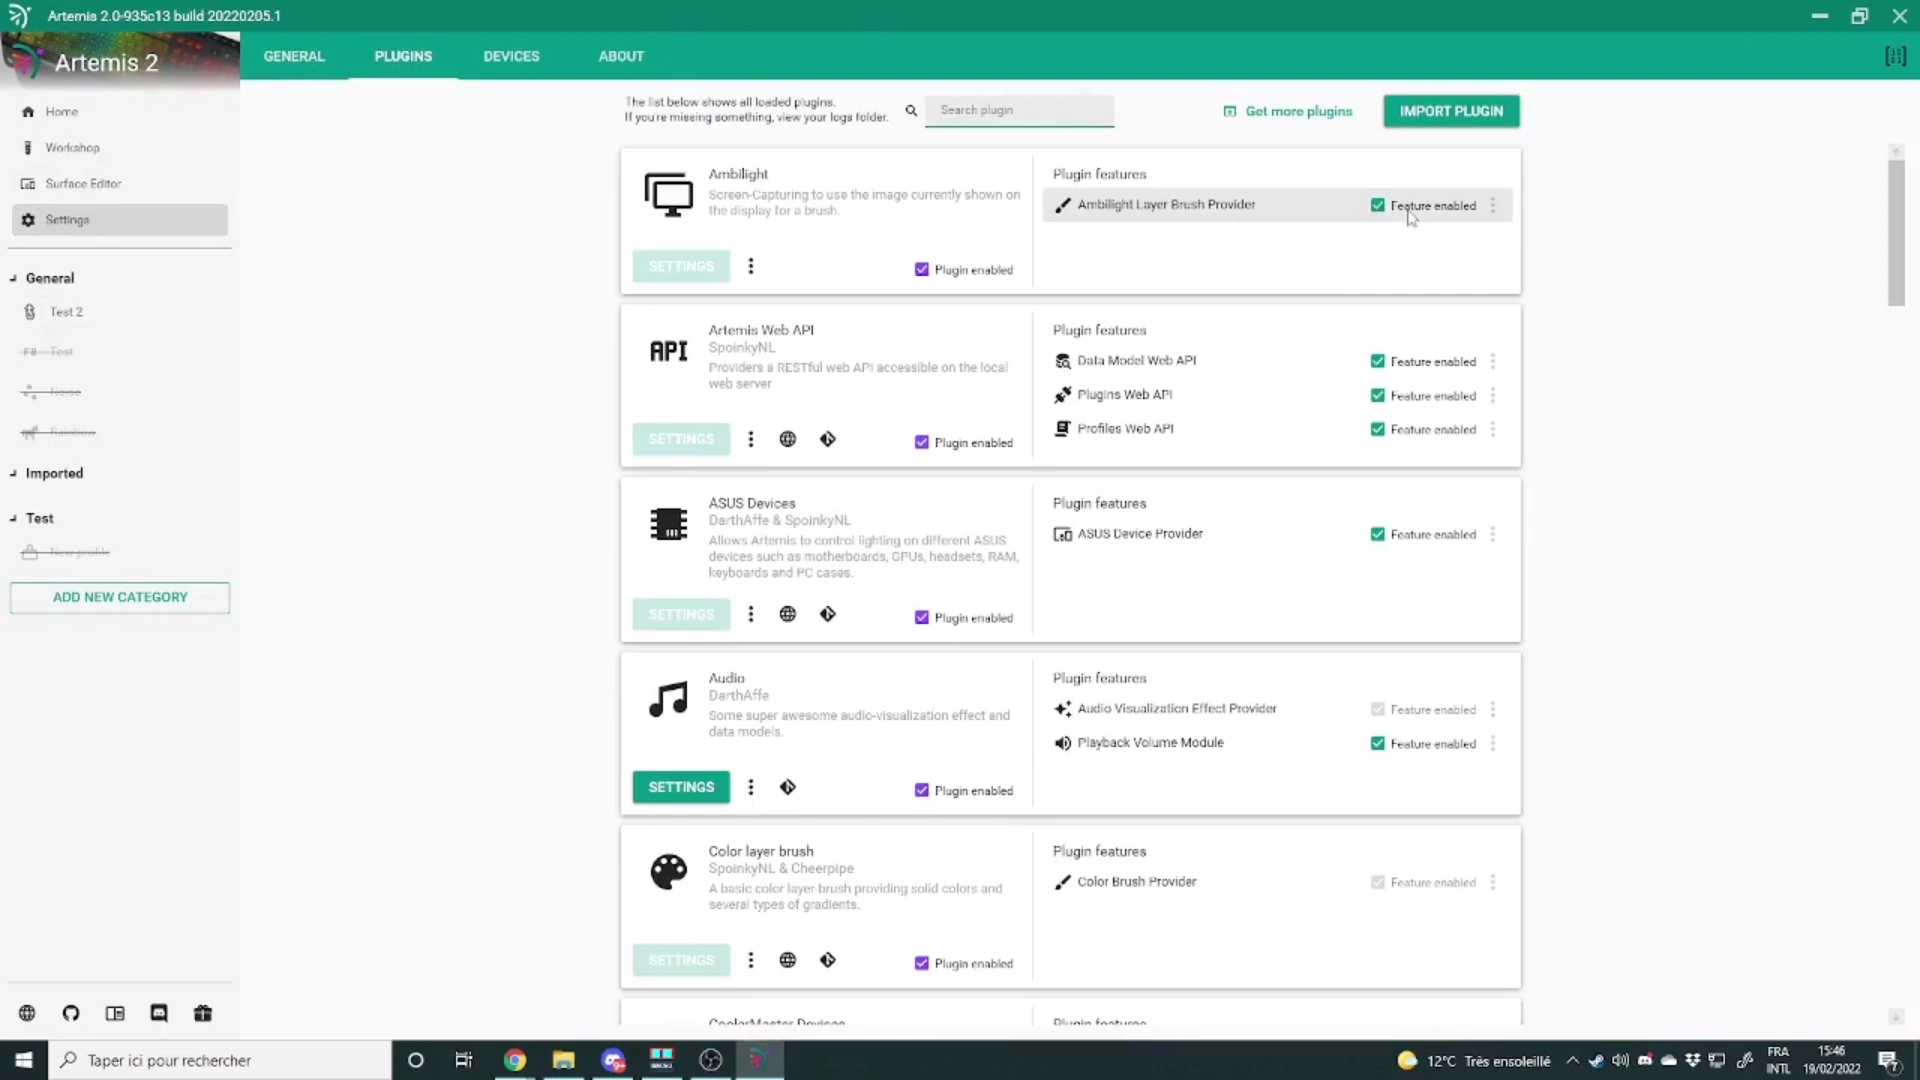 Artemis 2.0-935c13 build 20220205.1
Artemis 2
GENERAL
PLUGINS
DEVICES
ABOUT
Home
Workshop
Surface Editor
Settings
General
Test 2
Test
Noise
Rainbow
Imported
Test
New profile
ADD NEW CATEGORY
The list below shows all loaded plugins.
If you're missing something, view your logs folder.
Search plugin
Get more plugins
IMPORT PLUGIN
Ambilight
Screen-Capturing to use the image currently shown on
the display for a brush.
SETTINGS
Plugin enabled
Plugin features
Ambilight Layer Brush Provider
Feature enabled
API
Artemis Web API
SpoinkyNL
Providers a RESTful web API accessible on the local
web server
SETTINGS
Plugin enabled
Plugin features
Data Model Web API
Feature enabled
Plugins Web API
Feature enabled
Profiles Web API
Feature enabled
ASUS Devices
DarthAffe & SpoinkyNL
Allows Artemis to control lighting on different ASUS
devices such as motherboards, GPUs, headsets, RAM,
keyboards and PC cases.
SETTINGS
Plugin enabled
Plugin features
ASUS Device Provider
Feature enabled
Audio
DarthAffe
Some super awesome audio-visualization effect and
data models.
SETTINGS
Plugin enabled
Plugin features
Audio Visualization Effect Provider
Feature enabled
Playback Volume Module
Feature enabled
Color layer brush
SpoinkyNL & Cheerpipe
A basic color layer-brush providing solid colors and
several types of gradients.
SETTINGS
Plugin enabled
Plugin features
Color Brush Provider
Feature enabled
CoolerMaster Devices
Plugin features
Taper ici pour rechercher
12°C Très ensoleillé
FRA
INTL
15:46
19/02/2022